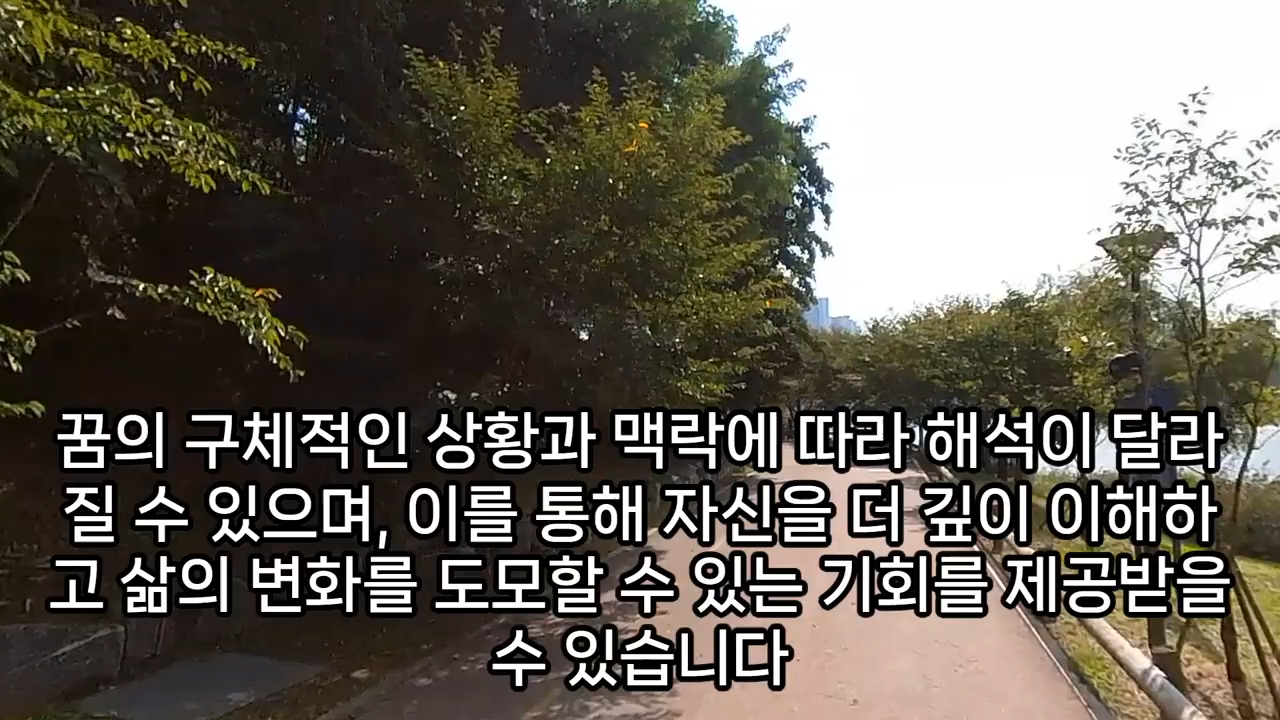 꿈의 구체적인 상황과 맥락에 따라 해석이 달라
질 수 있으며, 이를 통해 자신을 더 깊이 이해하
고 삶의 변화를 도모할 수 있는 기회를 제공받을
수 있습니다